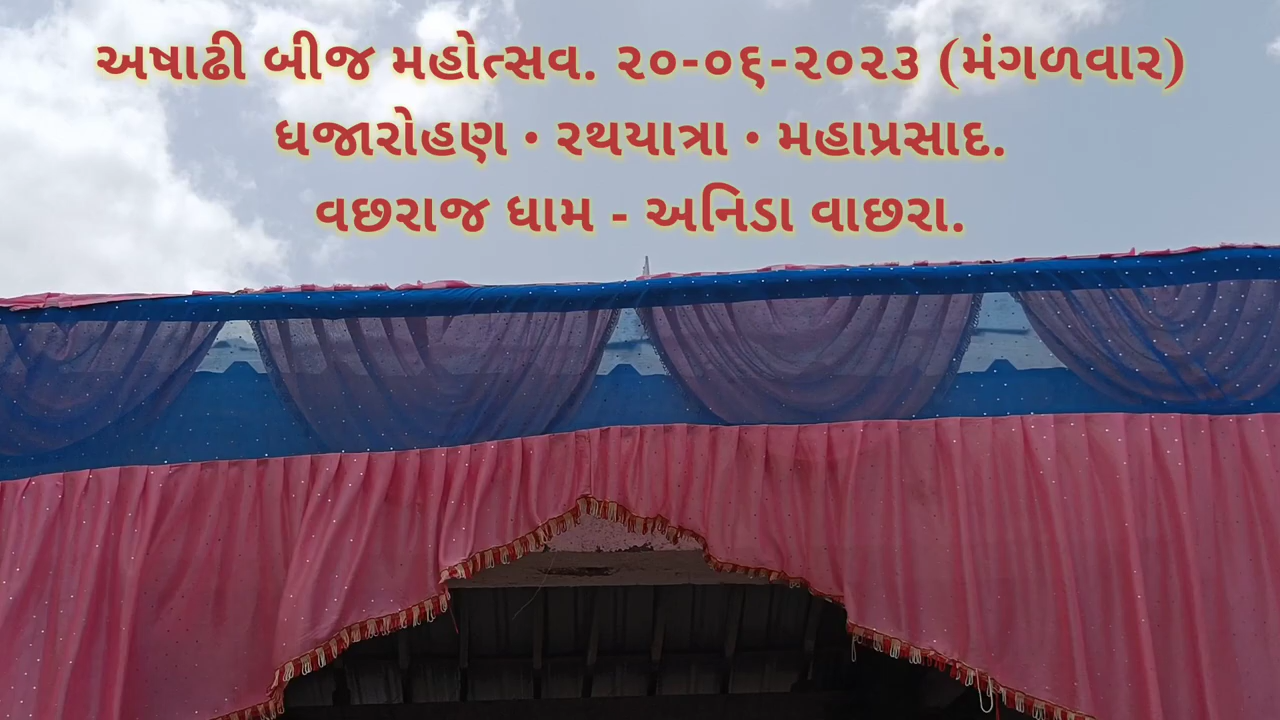 અષાઢી બીજ મહોત્સવ. ૨૦-૦૬-૨૦૨૩ (મંગળવાર)
ધજારોહણ • રથયાત્રા • મહાપ્રસાદ.
વછરાજ ધામ - અનિડા વાછરા.